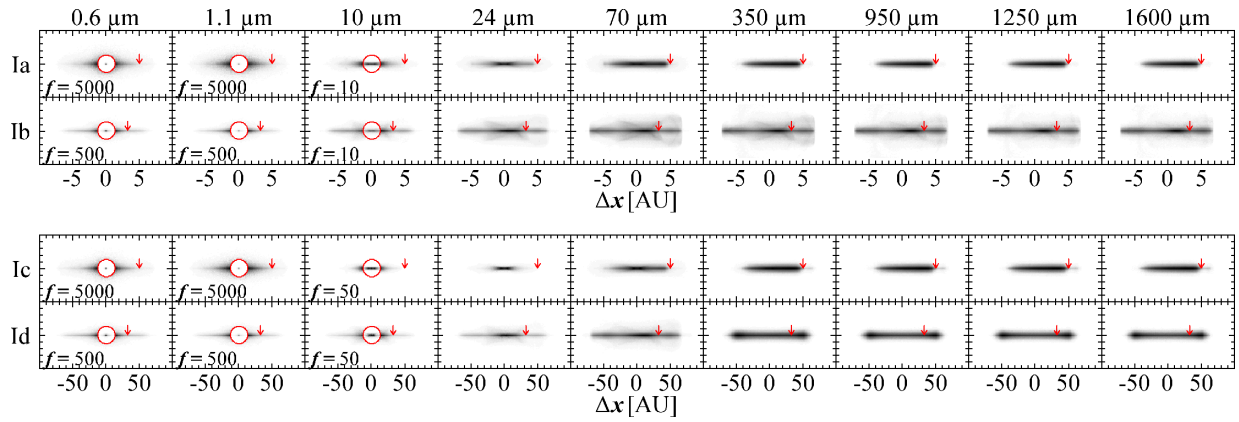 0.6 µm 1.1 µm 10 µm 24 µm 70 µm 350 µm 950 µm 1250 µm 1600 µm
Ia
f = 5000 f = 5000 f = 10
Ib
f = 500 f = 500 f = 10
-5 0 5 -5 0 5 -5 0 5 -5 0 5 -5 0 5 -5 0 5 -5 0 5 -5 0 5 -5 0 5
Δx [AU]
Ic
f = 5000 f = 5000 f = 50
Id
f = 500 f = 500 f = 50
-50 0 50 -50 0 50 -50 0 50 -50 0 50 -50 0 50 -50 0 50 -50 0 50 -50 0 50 -50 0 50
Δx [AU]